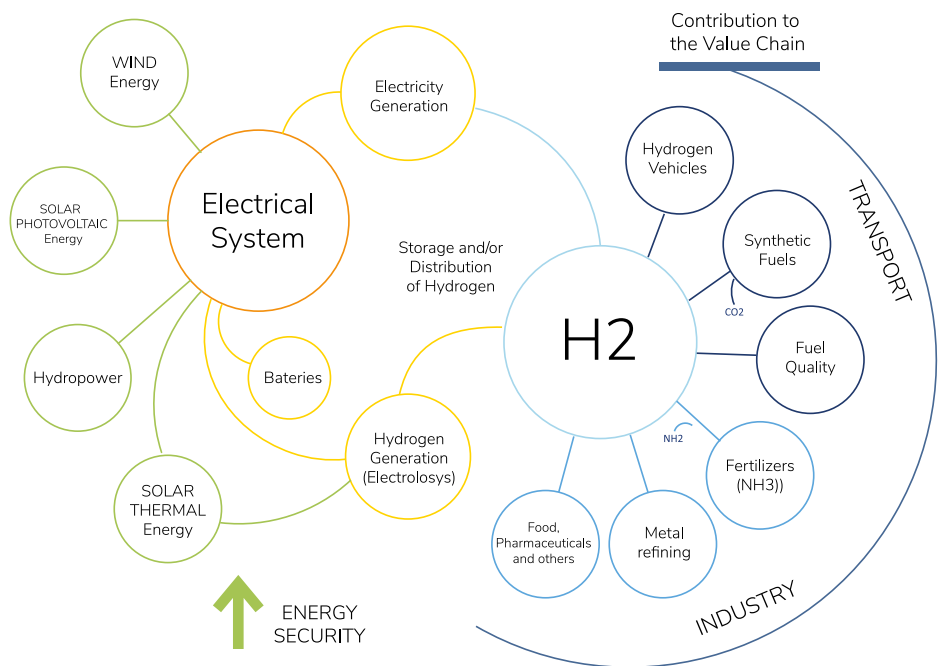 Contribution to
the Value Chain
WIND
Energy
Electricity
Generation
Hydrogen
Vehicles
SOLAR
PHOTOVOLTAIC
Energy
Electrical
System
Storage and/or
Distribution
of Hydrogen
Synthetic
Fuels
CO2
TRANSPORT
H2
Fuel
Quality
Hydropower
Bateries
Hydrogen
Generation
(Electrolosys)
NH2
Fertilizers
(NH3))
SOLAR
THERMAL
Energy
Food,
Pharmaceuticals
and others
Metal
refining
INDUSTRY
ENERGY
SECURITY